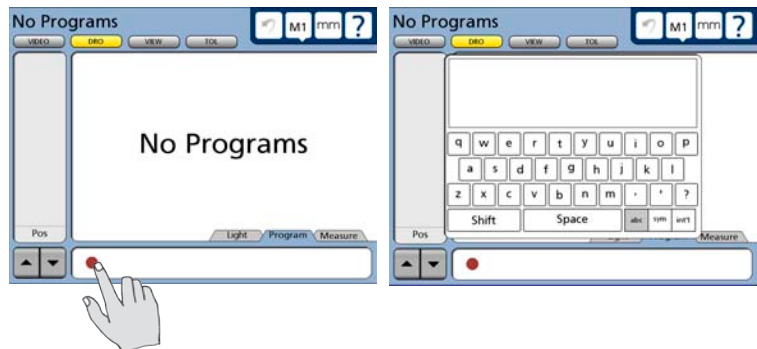 No Programs
M1 mm ?
VIDEO DRO VIEW TOL
No Programs
Pos
Light Program Measure
No Programs
M1 mm ?
VIDEO DRO VIEW TOL
q w e r t y u i o p
a s d f g h j k l
z x c v b n m . ' ?
Shift Space abc sym int'l
Pos
Measure